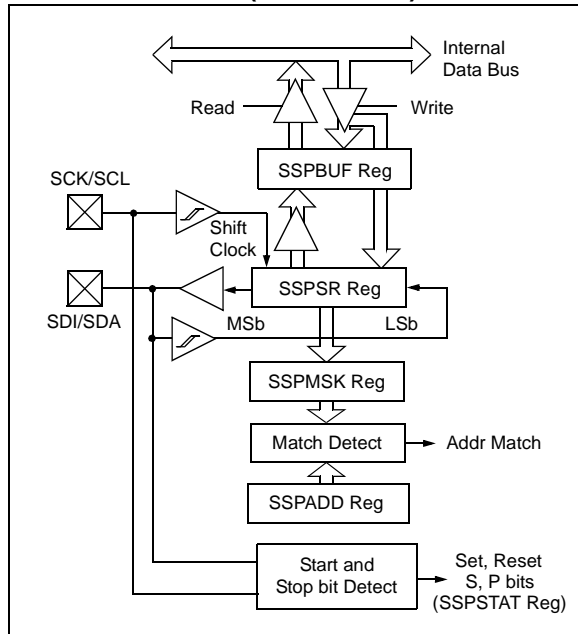 Internal
Data Bus
Read
Write
SSPBUF Reg
SCK/SCL
Shift
Clock
SSPSR Reg
SDI/SDA
MSb
LSb
SSPMSK Reg
Match Detect
Addr Match
SSPADD Reg
Start and
Stop bit Detect
Set, Reset
S, P bits
(SSPSTAT Reg)